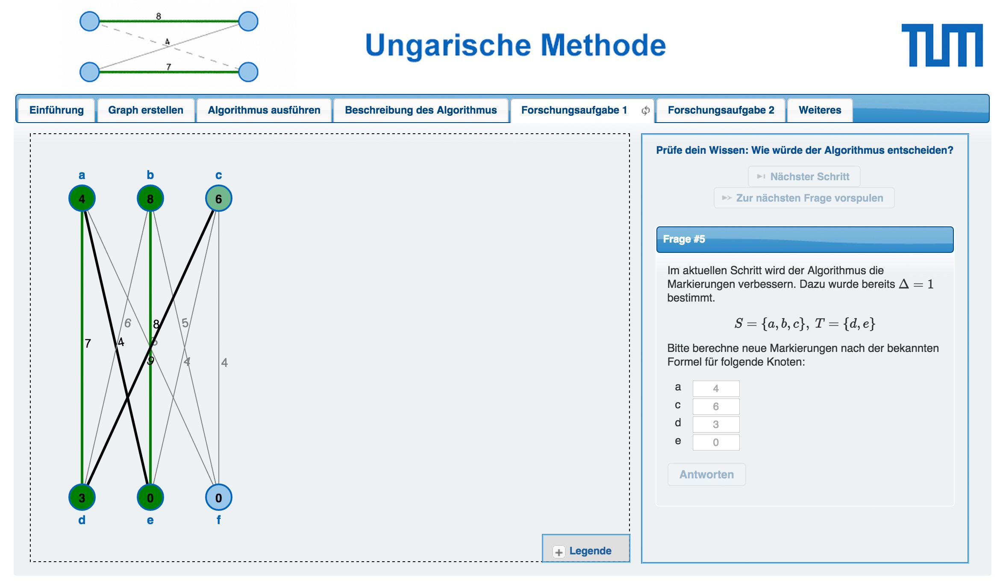 8
4
7
Ungarische Methode
TUM
Einführung
Graph erstellen
Algorithmus ausführen
Beschreibung des Algorithmus
Forschungsaufgabe 1
Forschungsaufgabe 2
Weiteres
a b c
4 8 6
6 8 5
7 4
9 4 4
3 0 0
d e f
Legende
Prüfe dein Wissen: Wie würde der Algorithmus entscheiden?
Nächster Schritt
Zur nächsten Frage vorspulen
Frage #5
Im aktuellen Schritt wird der Algorithmus die
Markierungen verbessern. Dazu wurde bereits Δ = 1
bestimmt.
S = {a, b, c}, T = {d, e}
Bitte berechne neue Markierungen nach der bekannten
Formel für folgende Knoten:
a 4
c 6
d 3
e 0
Antworten